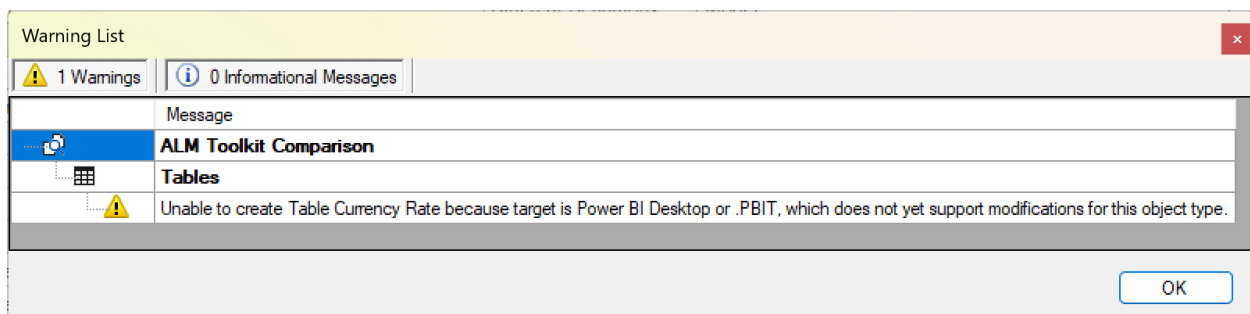 Warning List
1 Warnings
0 Informational Messages
Message
ALM Toolkit Comparison
Tables
Unable to create Table Currency Rate because target is Power BI Desktop or .PBIT, which does not yet support modifications for this object type.
OK